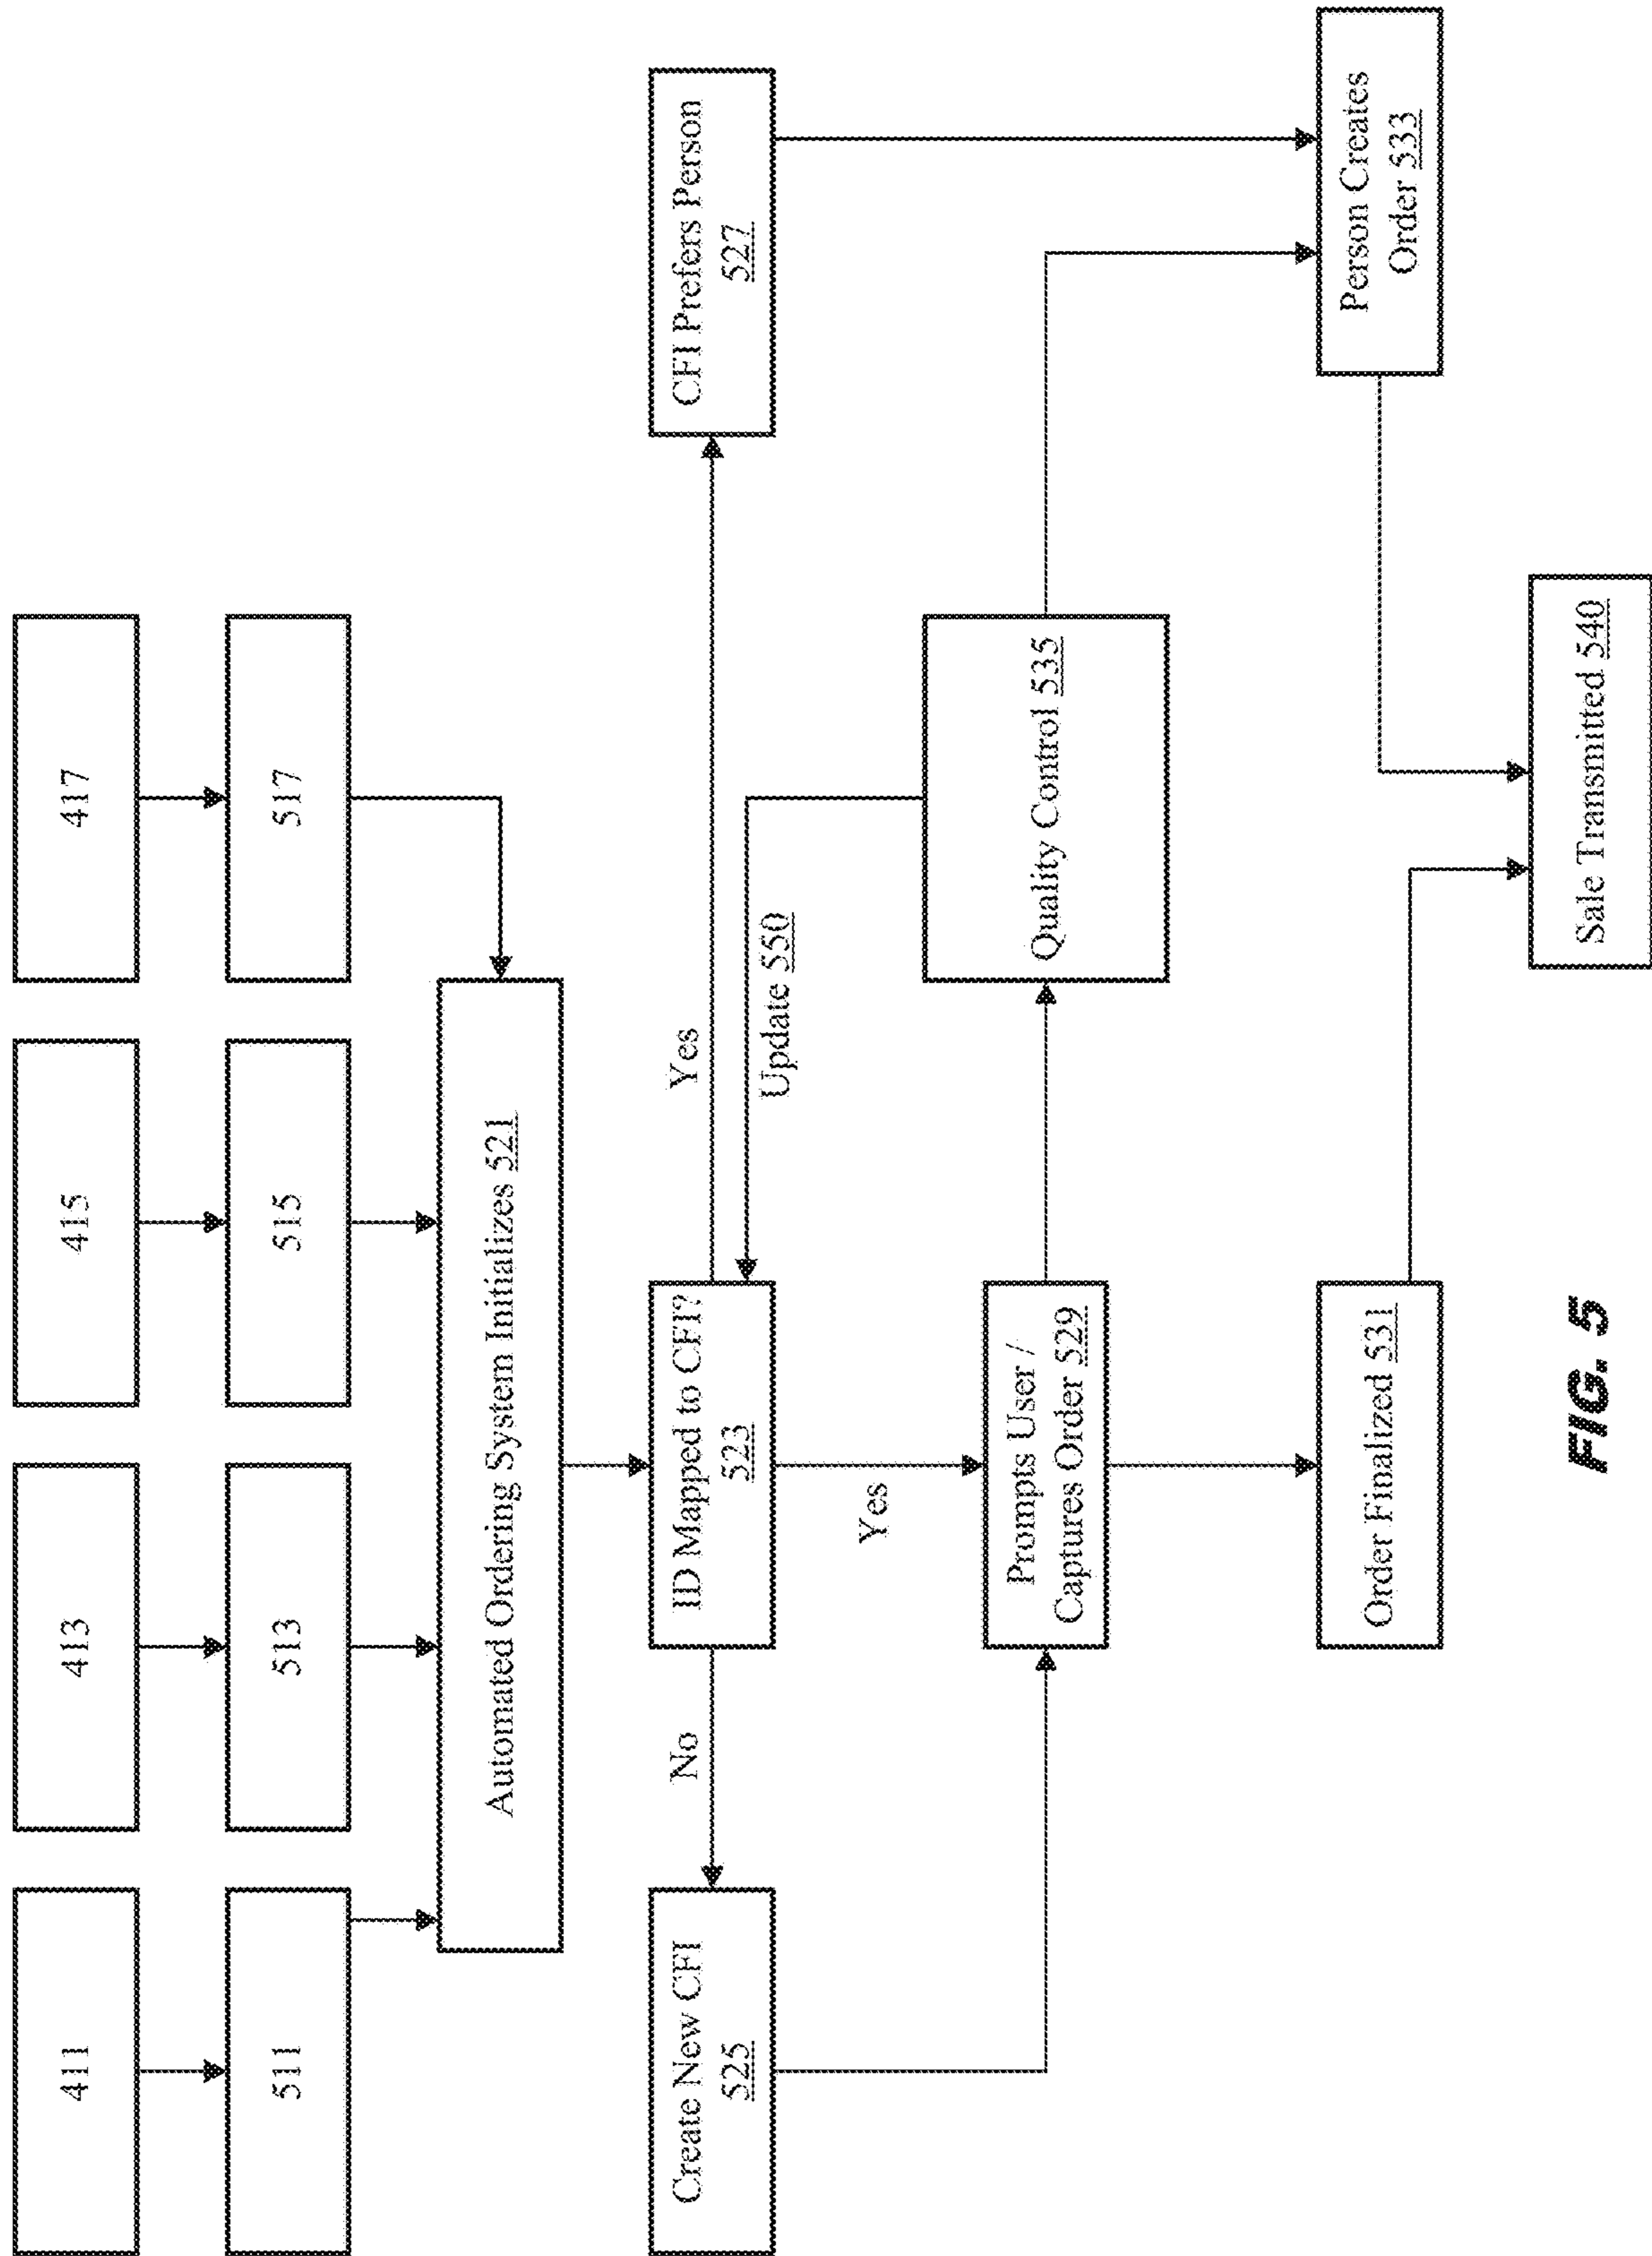 411
413
415
417
511
513
515
517
Automated Ordering System Initializes 521
Create New CFI
525
No
ID Mapped to CFI?
523
Yes
CFI Prefers Person
527
Update 550
Yes
Prompts User /
Captures Order 529
Quality Control 535
Order Finalized 531
Person Creates
Order 533
Sale Transmitted 540
FIG. 5